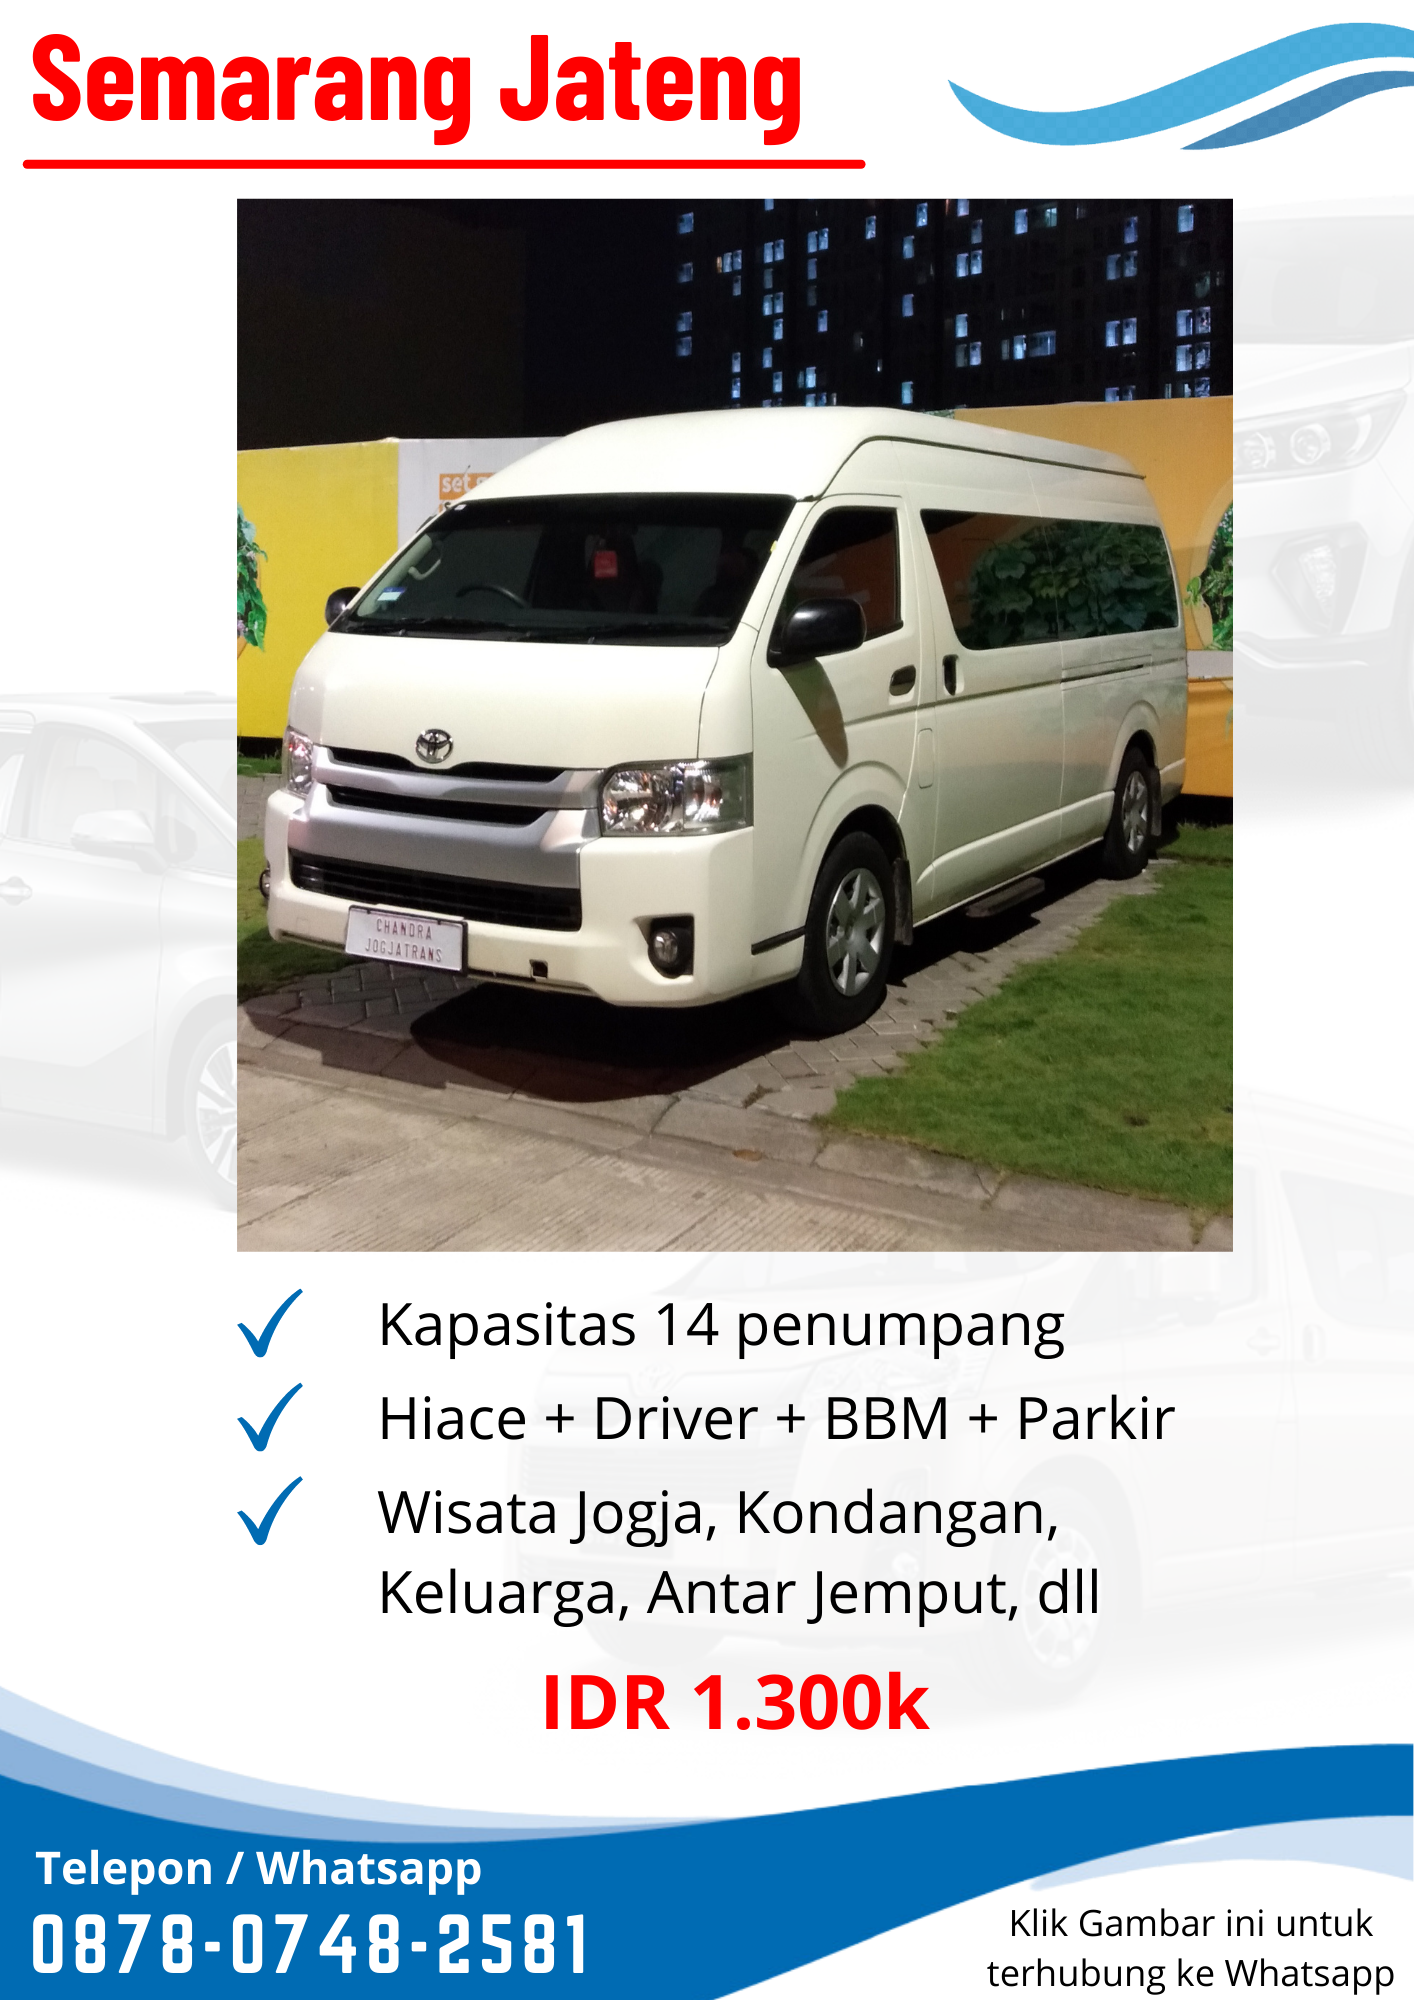 Semarang Jateng
set
CHANDRA
JOGJATRANS
Kapasitas 14 penumpang
Hiace + Driver + BBM + Parkir
Wisata Jogja, Kondangan,
Keluarga, Antar Jemput, dll
IDR 1.300k
Telepon / Whatsapp
0878-0748-2581
Klik Gambar ini untuk
terhubung ke Whatsapp